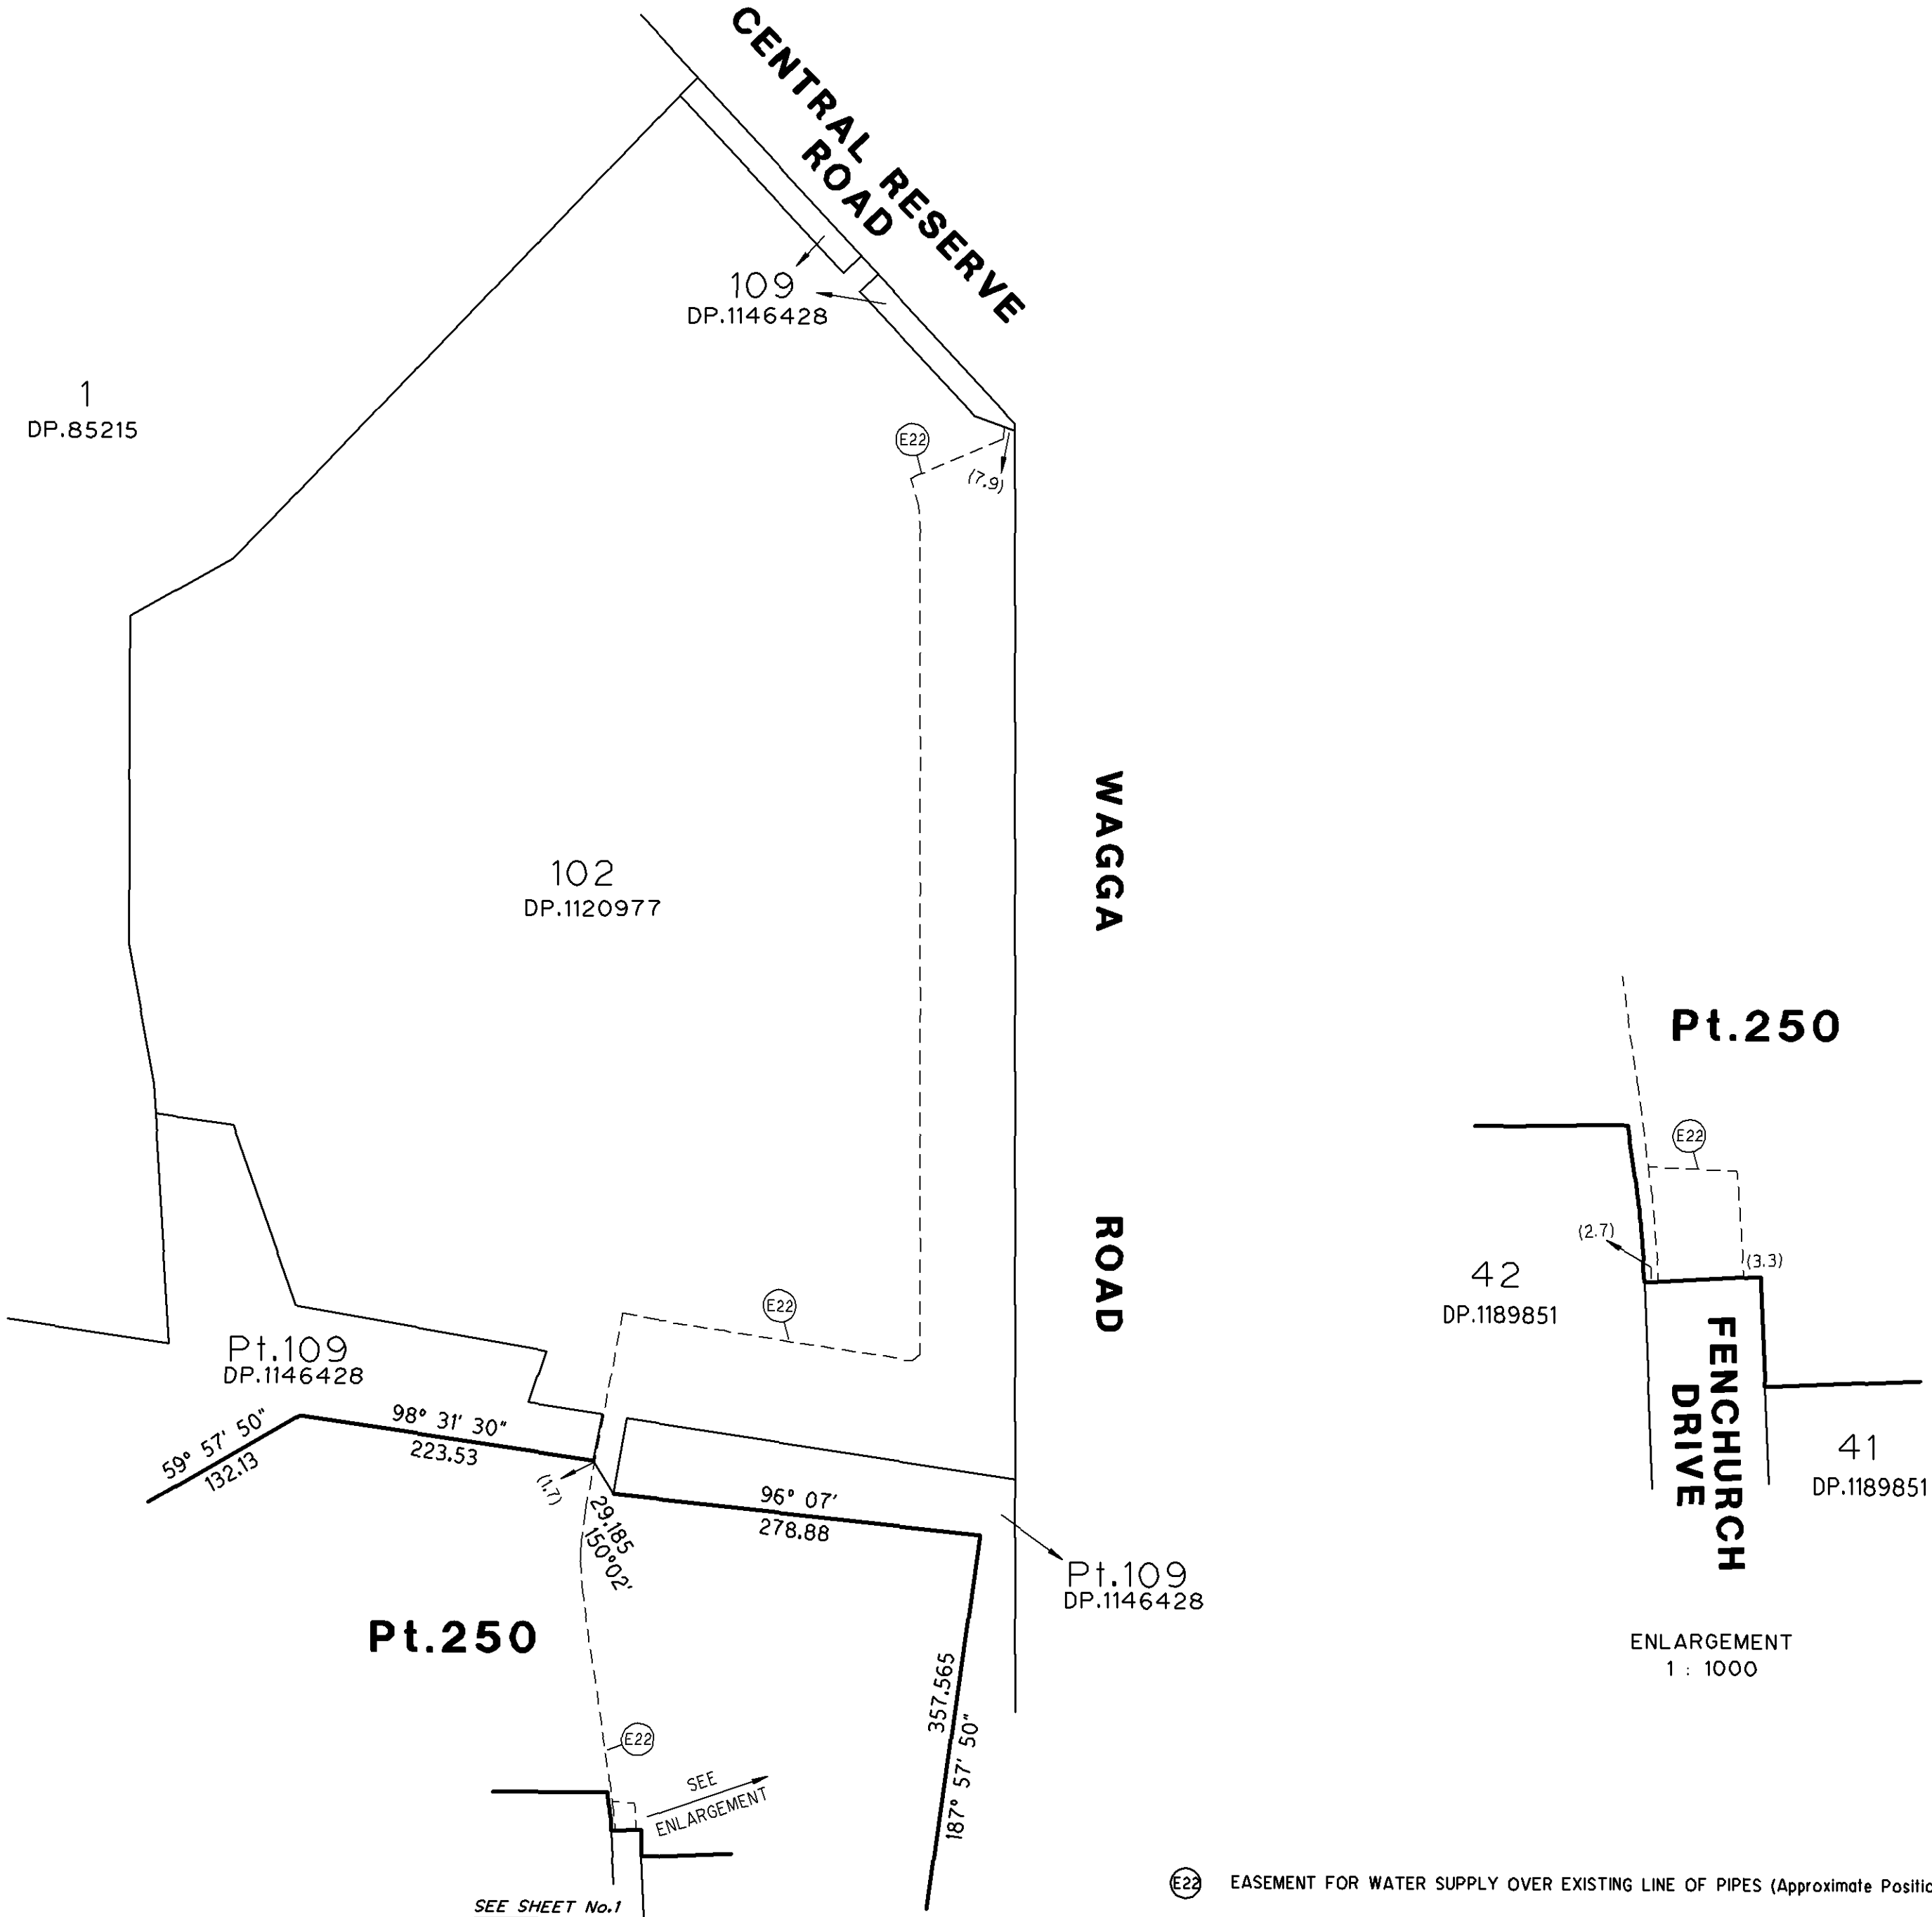 CENTRAL RESERVE
ROAD
109
DP.1146428
1
DP.85215
E22
(7.9)
102
DP.1120977
WAGGA
ROAD
Pt.250
E22
(2.7)
(3.3)
42
DP.1189851
FENCHURCH
DRIVE
41
DP.1189851
ENLARGEMENT
1 : 1000
E22
Pt.109
DP.1146428
59° 57' 50"
132.13
98° 31' 30"
223.53
(1.7)
29.185
150°02'
96° 07'
278.88
Pt.109
DP.1146428
Pt.250
357.565
187° 57' 50"
E22
SEE
ENLARGEMENT
SEE SHEET No.1
E22 EASEMENT FOR WATER SUPPLY OVER EXISTING LINE OF PIPES (Approximate Positio